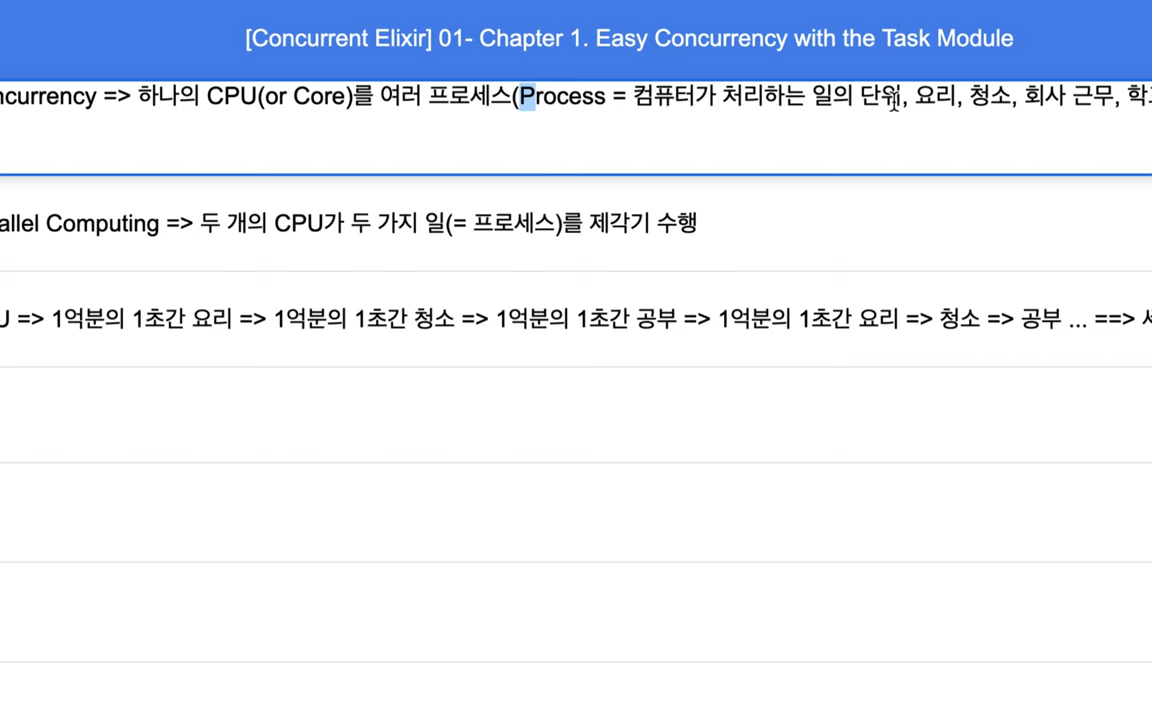 [Concurrent Elixir] 01- Chapter 1. Easy Concurrency with the Task Module
ncurrency => 하나의 CPU(or Core)를 여러 프로세스(Process = 컴퓨터가 처리하는 일의 단위, 요리, 청소, 회사 근무, 학
allel Computing => 두 개의 CPU가 두 가지 일(= 프로세스)를 제각기 수행
U => 1억분의 1초간 요리 => 1억분의 1초간 청소 => 1억분의 1초간 공부 => 1억분의 1초간 요리 => 청소 => 공부 ... ==>